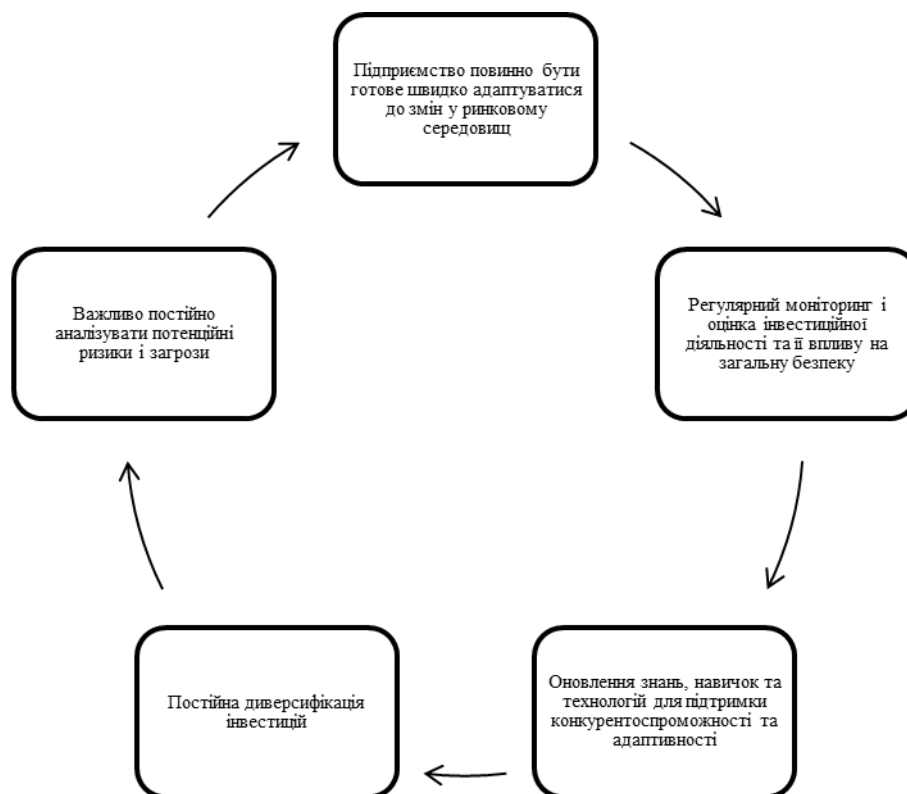 Підприємство повинно бути
готове швидко адаптуватися
до змін у ринковому
середовищ
Регулярний моніторинг і
оцінка інвестиційної
діяльності та її впливу на
загальну безпеку
Оновлення знань, навичок та
технологій для підтримки
конкурентоспроможності та
адаптивності
Постійна диверсифікація
інвестицій
Важливо постійно
аналізувати потенційні
ризики і загрози